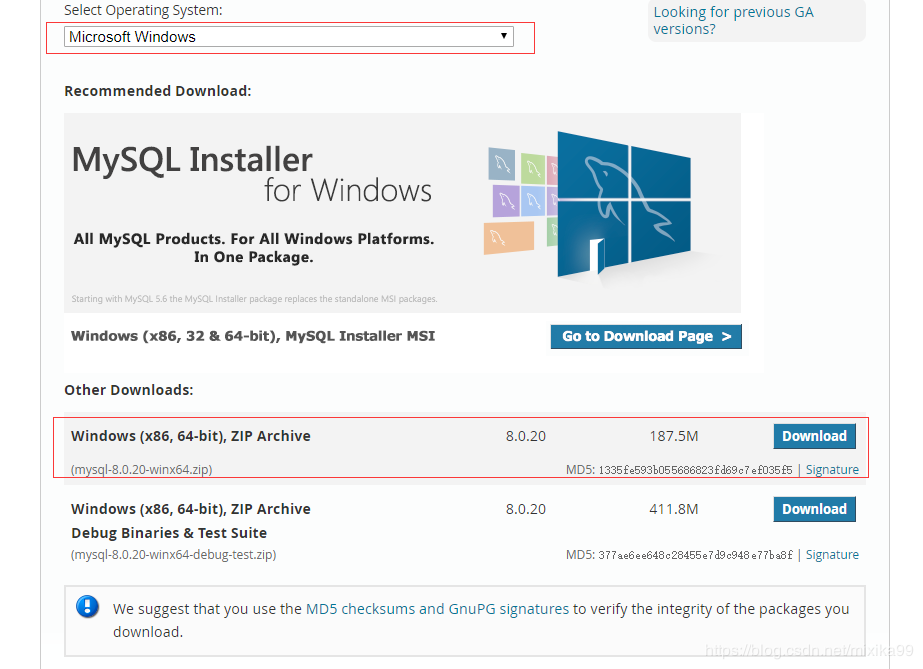 Select Operating System:
Looking for previous GA
versions?
Microsoft Windows
Recommended Download:
MySQL Installer
for Windows
All MySQL Products. For All Windows Platforms.
In One Package.
Starting with MySQL 5.6 the MySQL Installer package replaces the standalone MSI packages.
Windows (x86, 32 & 64-bit), MySQL Installer MSI
Go to Download Page >
Other Downloads:
Windows (x86, 64-bit), ZIP Archive 8.0.20 187.5M Download
(mysql-8.0.20-winx64.zip) MD5: 1335fe593b055686823fd69c7ef035f5 | Signature
Windows (x86, 64-bit), ZIP Archive 8.0.20 411.8M Download
Debug Binaries & Test Suite
(mysql-8.0.20-winx64-debug-test.zip) MD5: 377ae6ee648c28455e7d9c948e77ba8f | Signature
We suggest that you use the MD5 checksums and GnuPG signatures to verify the integrity of the packages you
download.
https://blog.csdn.net/mixika99